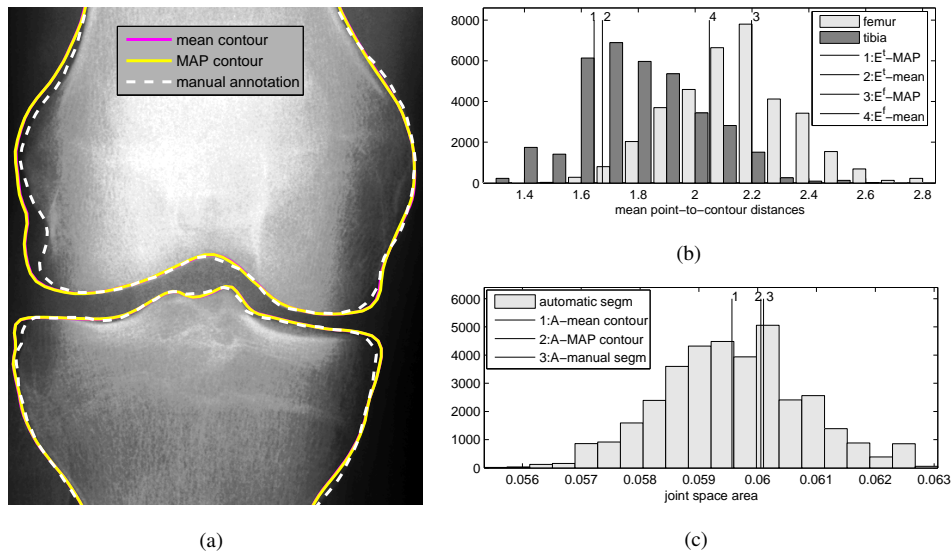 mean contour
MAP contour
manual annotation
(a)
8000
6000
4000
2000
0
1 2 4 3
femur
tibia
1:Eᵗ−MAP
2:Eᵗ−mean
3:Eᶠ−MAP
4:Eᶠ−mean
1.4 1.6 1.8 2 2.2 2.4 2.6 2.8
mean point−to−contour distances
(b)
6000
5000
4000
3000
2000
1000
0
1 2 3
automatic segm
1:A−mean contour
2:A−MAP contour
3:A−manual segm
0.056 0.057 0.058 0.059 0.06 0.061 0.062 0.063
joint space area
(c)